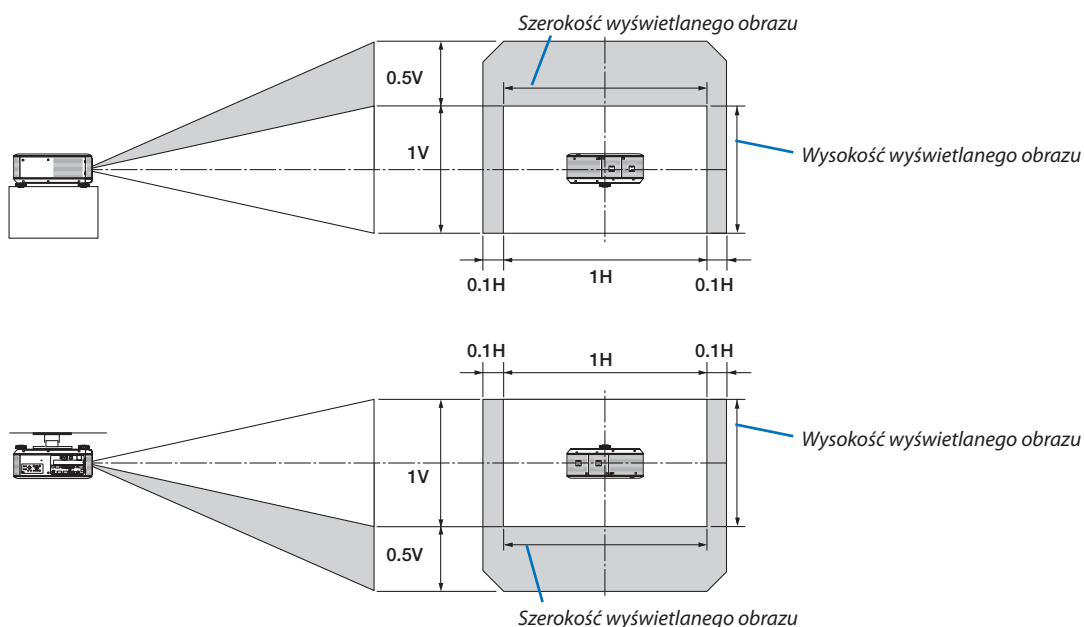 Szerokość wyświetlanego obrazu
0.5V
1V
Wysokość wyświetlanego obrazu
0.1H
1H
0.1H
0.1H
1H
0.1H
Wysokość wyświetlanego obrazu
1V
0.5V
Szerokość wyświetlanego obrazu